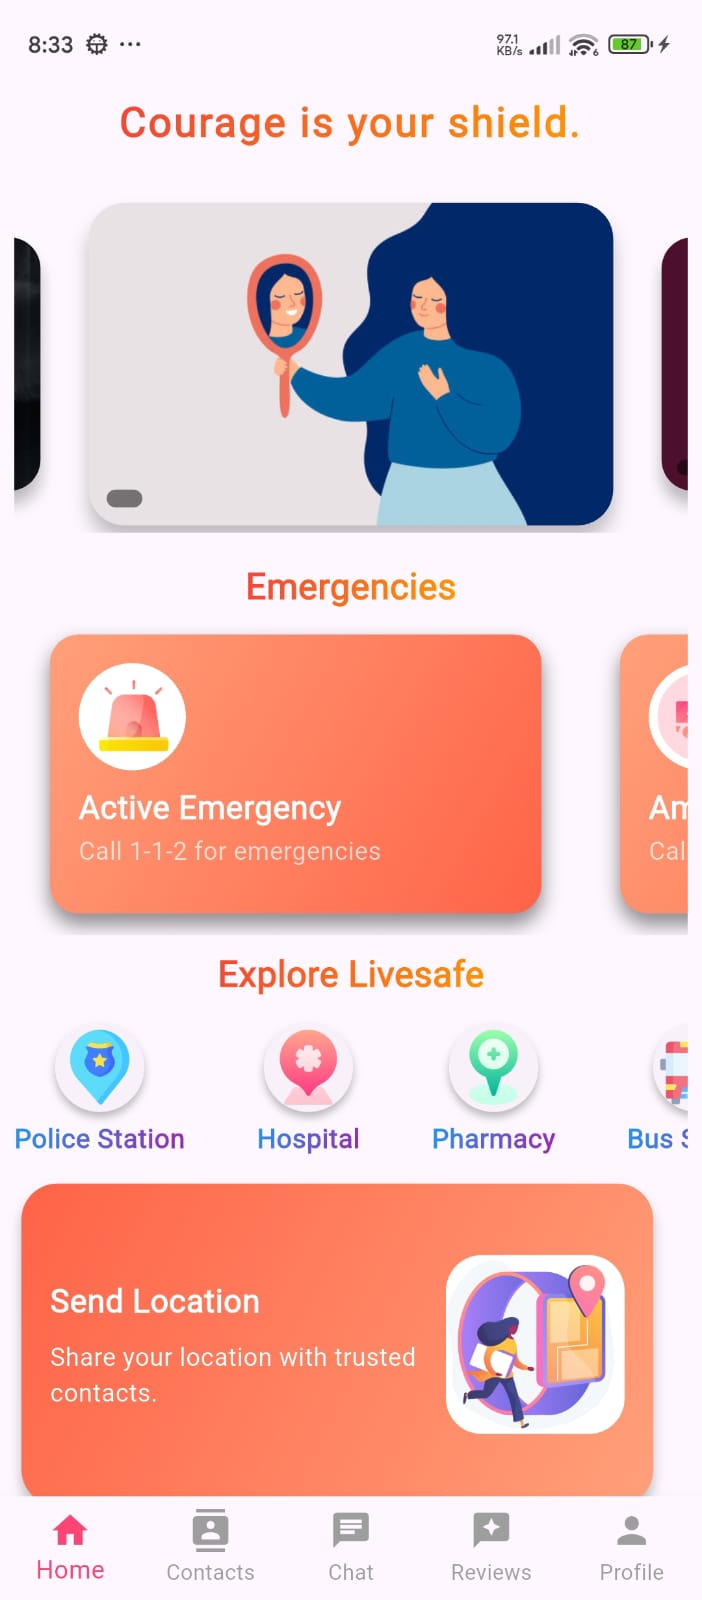 8:33
97.1
KB/s
6
87
Courage is your shield.
Emergencies
Active Emergency
Call 1-1-2 for emergencies
Am
Cal
Explore Livesafe
Police Station
Hospital
Pharmacy
Bus S
Send Location
Share your location with trusted
contacts.
Home
Contacts
Chat
Reviews
Profile